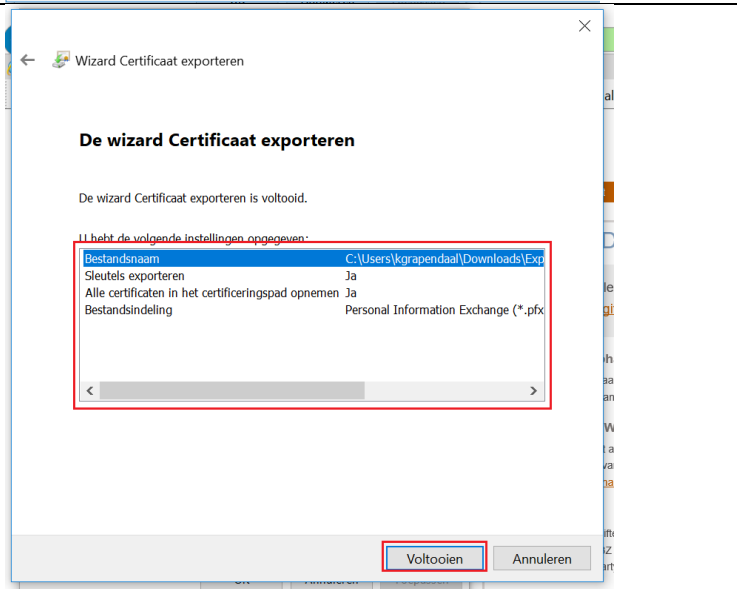 Wizard Certificaat exporteren
De wizard Certificaat exporteren
De wizard Certificaat exporteren is voltooid.
U hebt de volgende instellingen opgegeven:
Bestandsnaam C:\Users\kgrapendaal\Downloads\Exp
Sleutels exporteren Ja
Alle certificaten in het certificeringspad opnemen Ja
Bestandsindeling Personal Information Exchange (*.pfx
Voltooien Annuleren